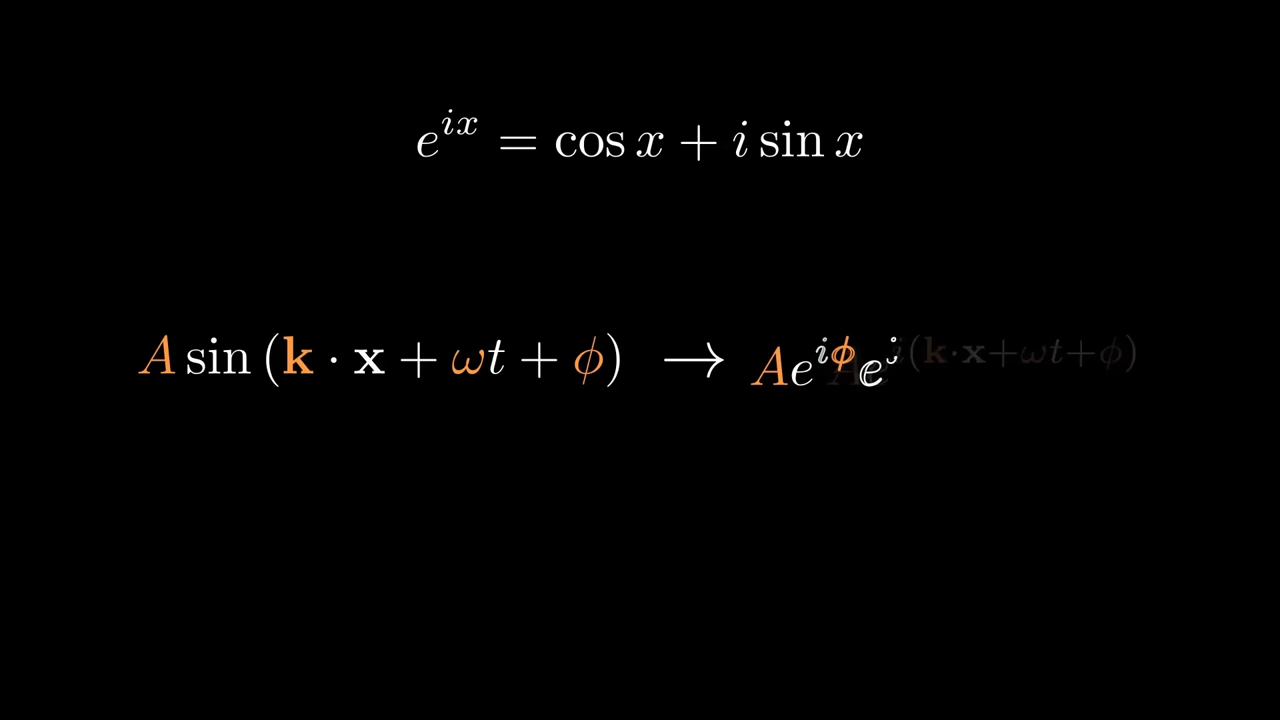 e^{ix} = cos x + i sin x
A sin (k · x + ωt + ϕ) → Ae^{iϕ}e^{i(k·x+ωt+ϕ)}